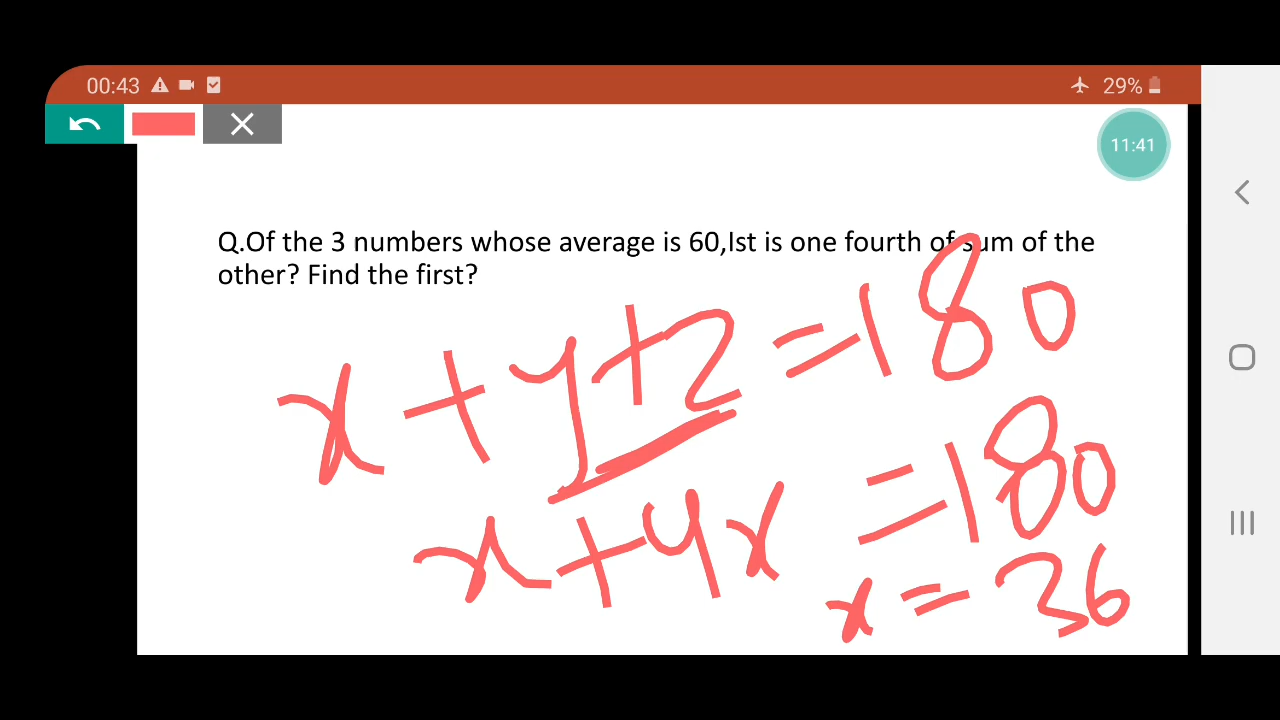 00:43
29%
11:41
Q.Of the 3 numbers whose average is 60,Ist is one fourth of sum of the
other? Find the first?
x+y+z=180
x+4x=180
x=36